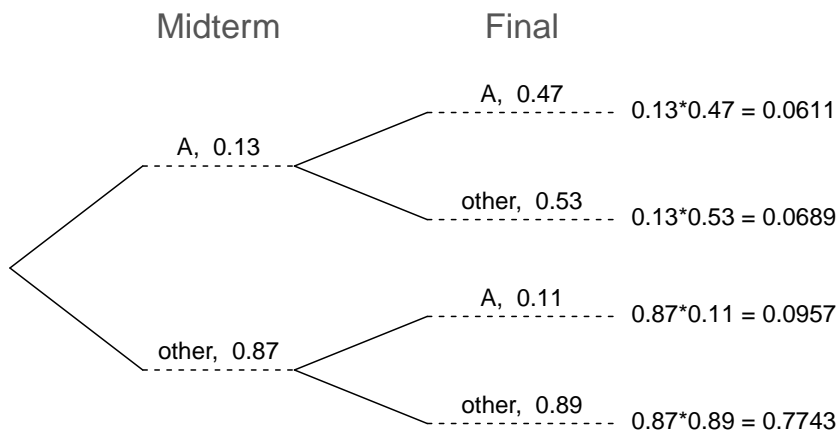 Midterm Final
A, 0.47
0.13*0.47 = 0.0611
A, 0.13
other, 0.53
0.13*0.53 = 0.0689
A, 0.11
0.87*0.11 = 0.0957
other, 0.87
other, 0.89
0.87*0.89 = 0.7743